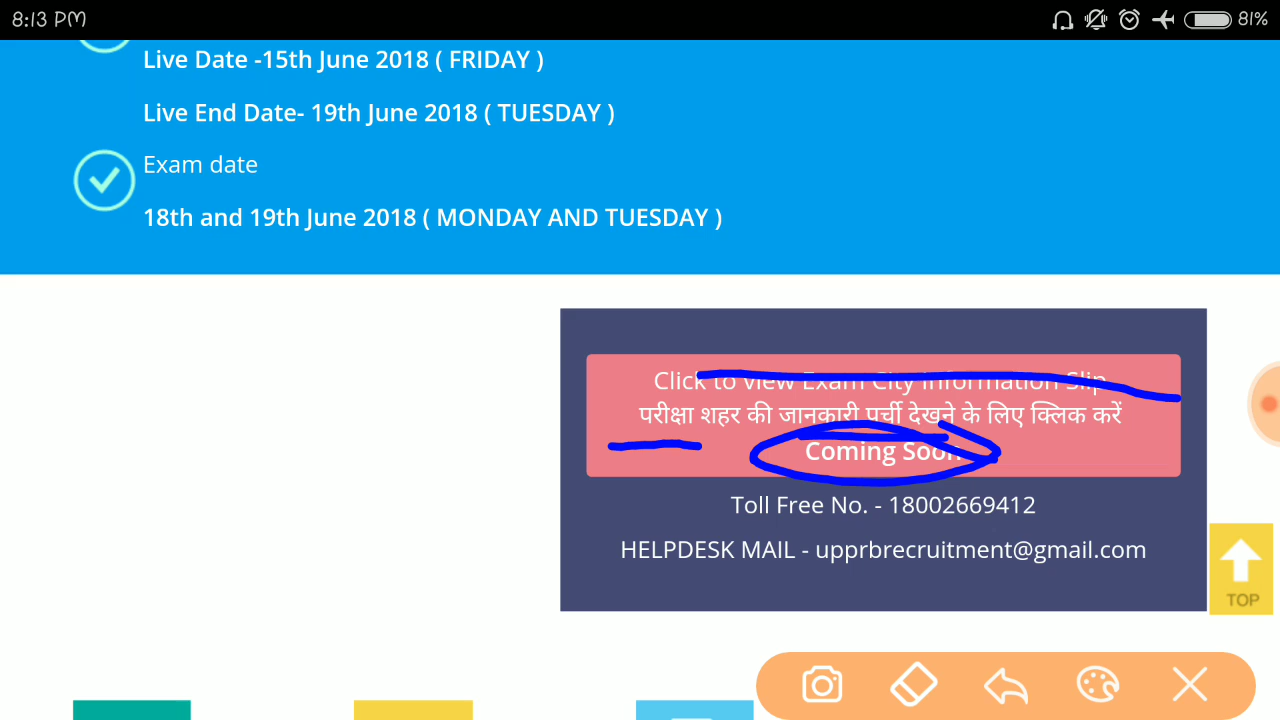 8:13 PM
81%
Live Date -15th June 2018 ( FRIDAY )
Live End Date- 19th June 2018 ( TUESDAY )
Exam date
18th and 19th June 2018 ( MONDAY AND TUESDAY )
Click to view Exam City Information Slip
परीक्षा शहर की जानकारी पर्ची देखने के लिए क्लिक करें
Coming Soon
Toll Free No. - 18002669412
HELPDESK MAIL - upprbrecruitment@gmail.com
TOP